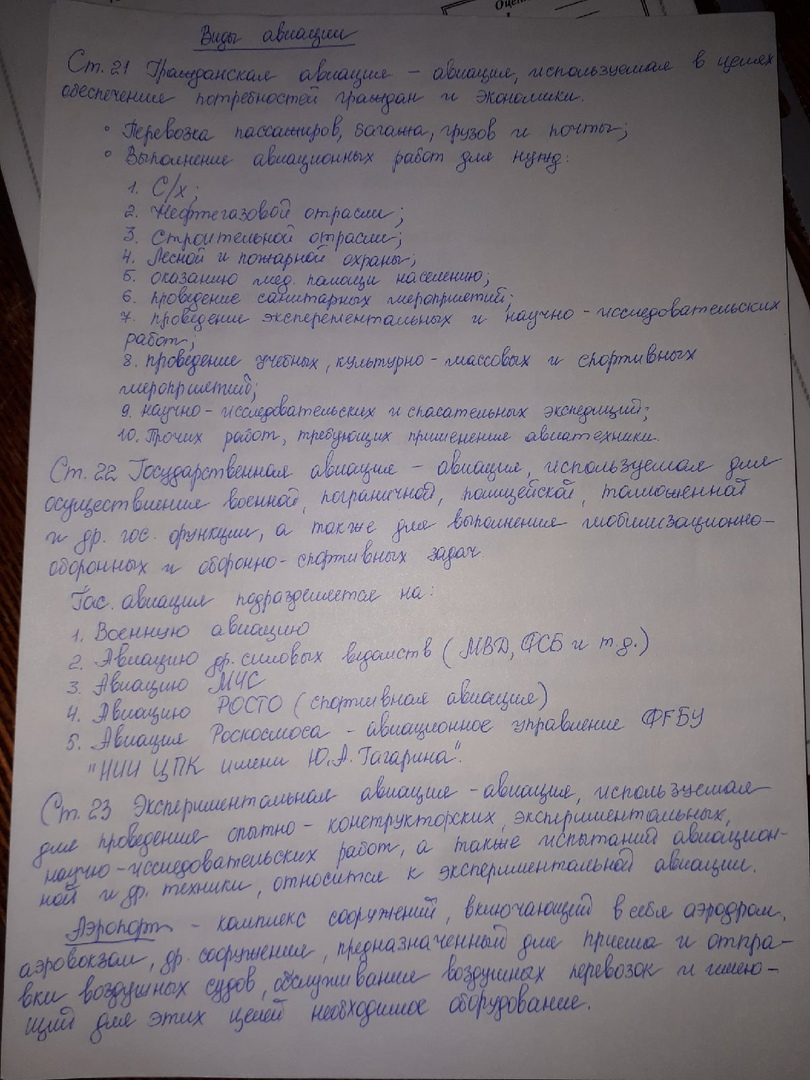 Оцен
Виды авиации
Ст. 21 Гражданская авиация – авиация, используемая в целях
обеспечения потребностей граждан и экономики.
• Перевозка пассажиров, багажа, грузов и почты;
• Выполнение авиационных работ для нужд:
1. С/х;
2. Нефтегазовой отрасли;
3. Строительной отрасли;
4. Лесной и пожарной охраны;
5. оказанию мед. помощи населению;
6. проведение санитарных мероприятий;
7. проведение эксперементальных и научно-исследовательских
работ;
8. проведение учебных, культурно-массовых и спортивных
мероприятий;
9. научно-исследовательских и спасательных экспедиций;
10. Прочих работ, требующих применения авиатехники.
Ст. 22 Государственная авиация – авиация, используемая для
осуществления военной, пограничной, полицейской, таможенной
и др. гос. функции, а также для выполнения мобилизационно-
оборонных и оборонно-спортивных задач
Гос. авиация подразделяется на:
1. Военную авиацию
2. Авиацию др. силовых ведомств (МВД, ФСБ и т.д.)
3. Авиацию МЧС
4. Авиацию РОСТО (спортивная авиация)
5. Авиация Роскосмоса – авиационное управление ФГБУ
"НИИ ЦПК имени Ю.А. Гагарина".
Ст. 23 Экспериментальная авиация – авиация, используемая
для проведения опытно-конструкторских, экспериментальных,
научно-исследовательских работ, а также испытаний авиацион-
ной и др. техники, относится к экспериментальной авиации.
Аэропорт – комплекс сооружений, включающий в себя аэродром,
аэровокзал, др. сооружения, предназначенный для приема и отпра-
вки воздушных судов, обслуживание воздушных перевозок и имею-
щий для этих целей необходимое оборудование.